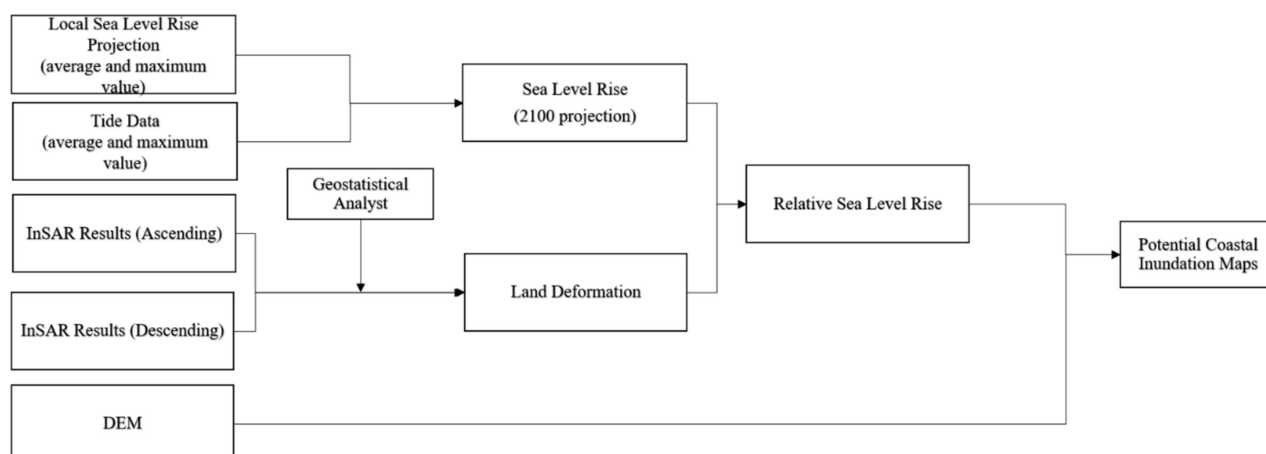 Local Sea Level Rise
Projection
(average and maximum
value)
Tide Data
(average and maximum
value)
InSAR Results (Ascending)
InSAR Results (Descending)
DEM
Geostatistical
Analyst
Sea Level Rise
(2100 projection)
Land Deformation
Relative Sea Level Rise
Potential Coastal
Inundation Maps